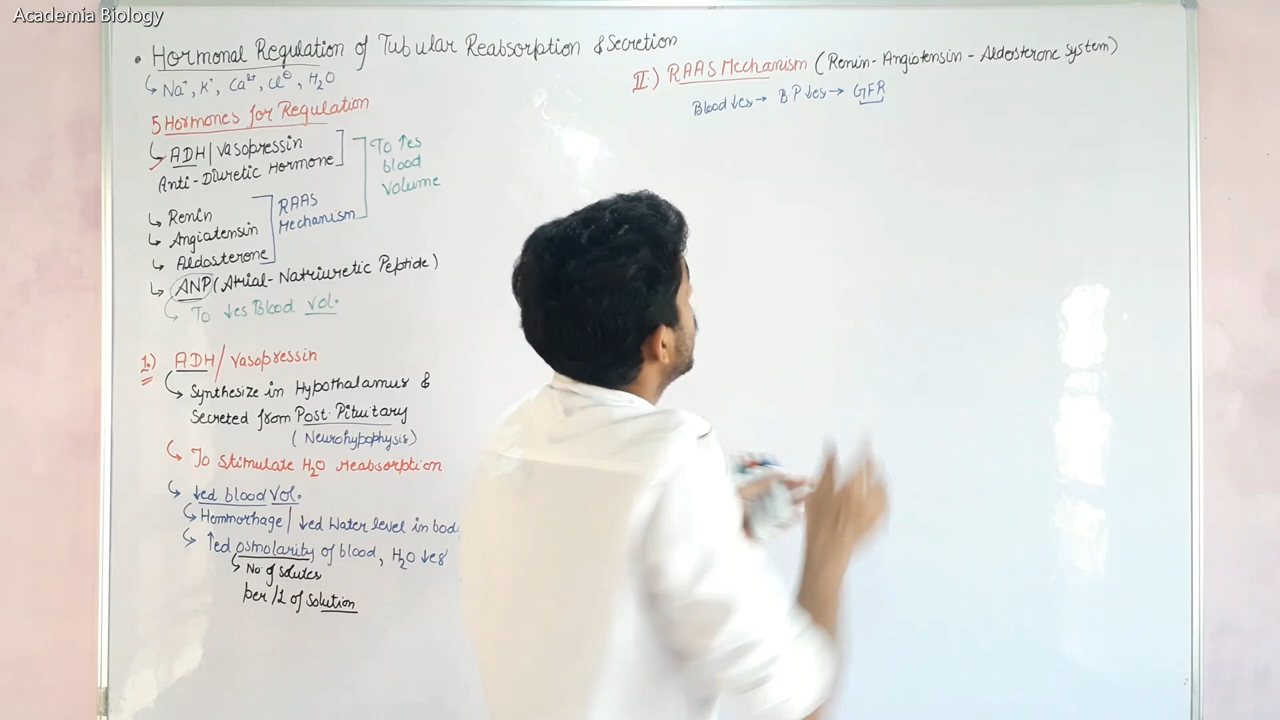 Academia Biology
• Hormonal Regulation of Tubular Reabsorption & Secretion
↳ Na⁺, K⁺, Ca²⁺, Cl⊖, H₂O
5 Hormones for Regulation
↳ ADH/Vasopressin
Anti-Diuretic Hormone
To ↑es
blood
volume
↳ Renin
↳ Angiotensin
↳ Aldosterone
RAAS
Mechanism
↳ ANP (Atrial-Natriuretic Peptide)
↳ To ↓es Blood vol.
1.) ADH/Vasopressin
↳ Synthesize in Hypothalamus &
Secreted from Post. Pitutary
(Neurohypophysis)
↳ To Stimulate H₂O reabsorption
↳ ↓ed blood Vol.
↳ Hemmorhage/↓ed Water level in bod
↳ ↑ed osmolarity of blood, H₂O ↓es
↳ No of solutes
per /L of solution
II.) RAAS Mechanism (Renin-Angiotensin-Aldosterone system)
Blood ↓es → BP ↓es → GFR